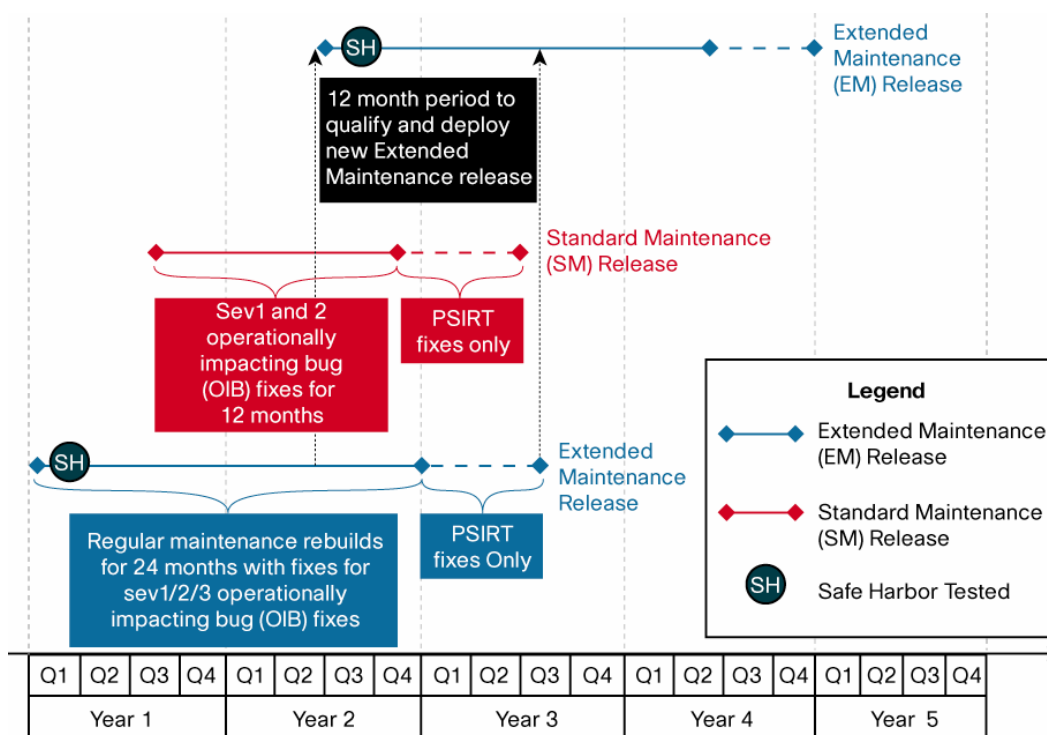 SH
Extended
Maintenance
(EM) Release
12 month period to
qualify and deploy
new Extended
Maintenance release
Standard Maintenance
(SM) Release
Sev1 and 2
operationally
impacting bug
(OIB) fixes for
12 months
PSIRT
fixes only
SH
Extended
Maintenance
Release
Regular maintenance rebuilds
for 24 months with fixes for
sev1/2/3 operationally
impacting bug (OIB) fixes
PSIRT
fixes Only
Legend
Extended Maintenance
(EM) Release
Standard Maintenance
(SM) Release
SH
Safe Harbor Tested
Q1 Q2 Q3 Q4 Q1 Q2 Q3 Q4 Q1 Q2 Q3 Q4 Q1 Q2 Q3 Q4 Q1 Q2 Q3 Q4
Year 1 Year 2 Year 3 Year 4 Year 5